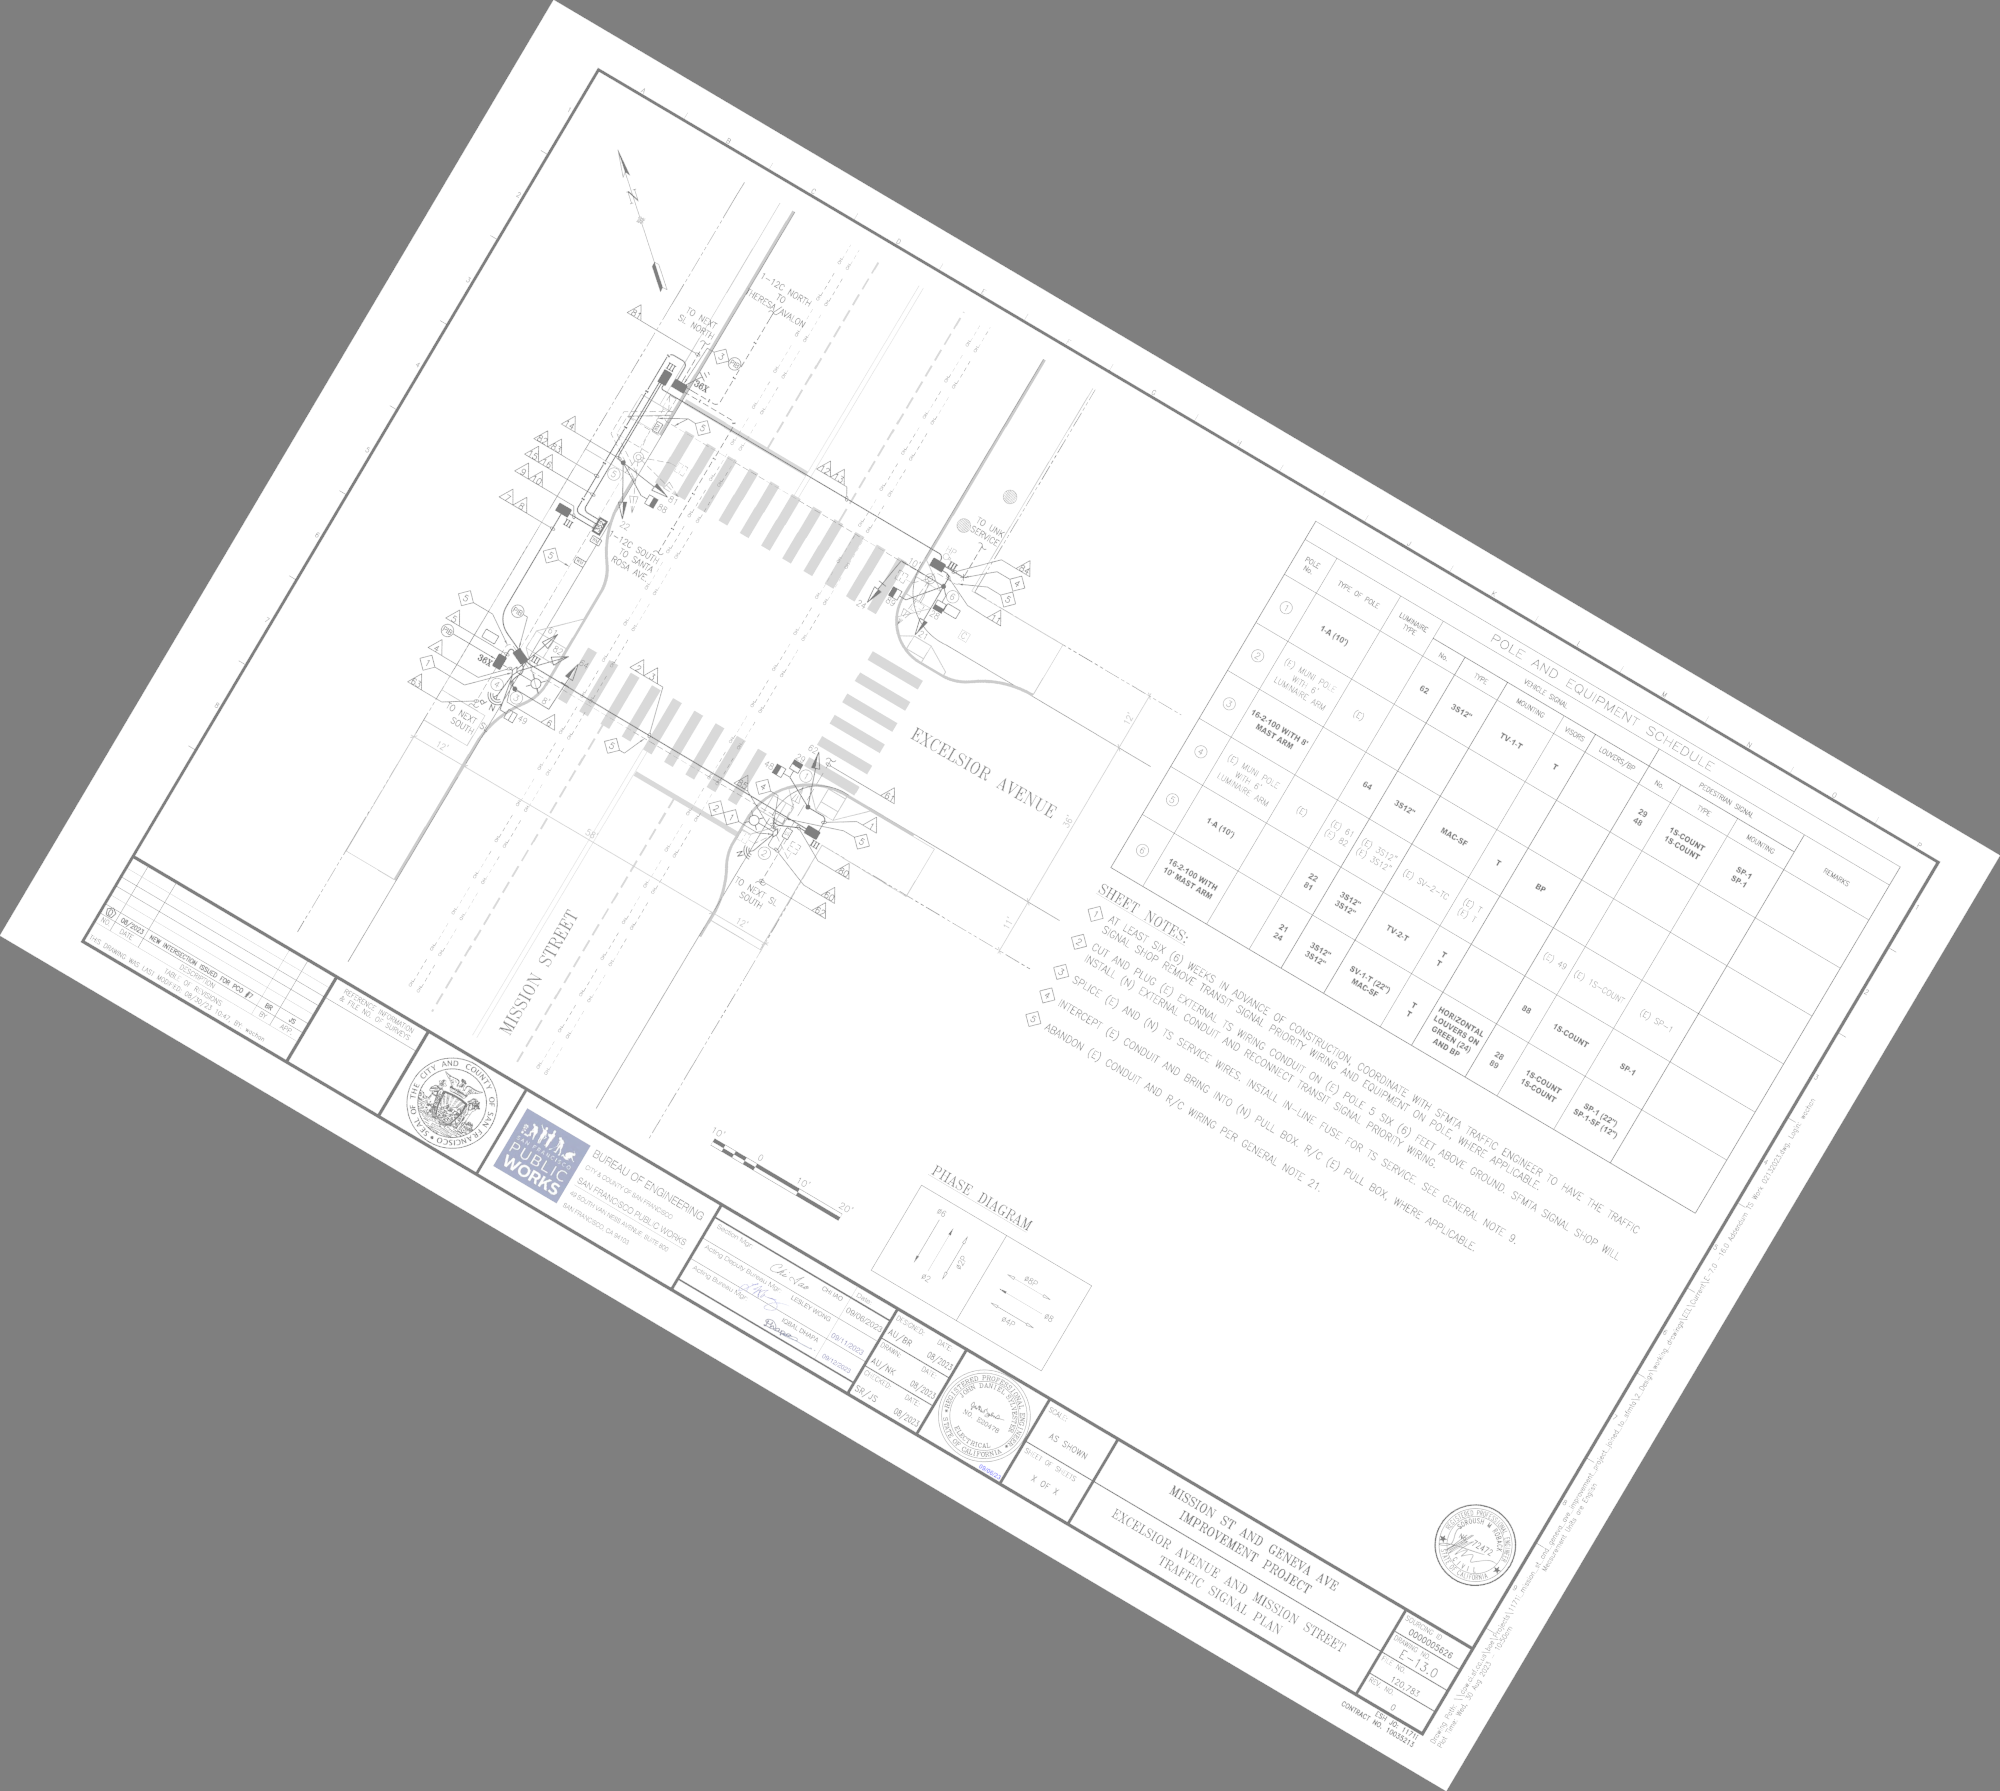 1-12C NORTH
TO
THERESA/AVALON
TO NEXT
SL NORTH
36X
III
1-12C SOUTH
TO
SANTA
ROSA AVE
TO UNK
SERVICE
36X
III
TO NEXT
SOUTH
12'
58'
12'
TO NEXT SL
SOUTH
72'
11'
EXCELSIOR AVENUE
MISSION STREET
POLE AND EQUIPMENT SCHEDULE
POLE
No.
TYPE OF POLE
LUMINAIRE
TYPE
VEHICLE SIGNAL
No.
TYPE
MOUNTING
VISORS
LOUVERS/BP
PEDESTRIAN SIGNAL
No.
TYPE
MOUNTING
REMARKS
1
1-A (10')
62
3S12"
TV-1-T
T
29
48
1S-COUNT
1S-COUNT
SP-1
SP-1
2
(E) MUNI POLE
WITH 6'
LUMINAIRE ARM
(E)
3
16-2-100 WITH 8'
MAST ARM
64
3S12"
MAC-SF
T
BP
4
(E) MUNI POLE
WITH 6'
LUMINAIRE ARM
(E)
(E) 61
(E) 82
(E) 3S12"
(E) 3S12"
(E) SV-2-TC
(E) T
(E) T
(E) 49
(E) 1S-COUNT
(E) SP-1
5
1-A (10')
22
81
3S12"
3S12"
TV-2-T
T
T
88
1S-COUNT
SP-1
6
16-2-100 WITH
10' MAST ARM
21
24
3S12"
3S12"
SV-1-T (22")
MAC-SF
T
T
HORIZONTAL
LOUVERS ON
GREEN (24)
AND BP
28
69
1S-COUNT
1S-COUNT
SP-1 (22")
SP-1-SF (12")
SHEET NOTES:
1 AT LEAST SIX (6) WEEKS IN ADVANCE OF CONSTRUCTION, COORDINATE WITH SFMTA TRAFFIC ENGINEER TO HAVE THE TRAFFIC
SIGNAL SHOP REMOVE TRANSIT SIGNAL PRIORITY WIRING AND EQUIPMENT ON POLE, WHERE APPLICABLE.
2 CUT AND PLUG (E) EXTERNAL TS WIRING CONDUIT ON (E) POLE 5 SIX (6) FEET ABOVE GROUND. SFMTA SIGNAL SHOP WILL
INSTALL (N) EXTERNAL CONDUIT AND RECONNECT TRANSIT SIGNAL PRIORITY WIRING.
3 SPLICE (E) AND (N) TS SERVICE WIRES. INSTALL IN-LINE FUSE FOR TS SERVICE. SEE GENERAL NOTE 9.
4 INTERCEPT (E) CONDUIT AND BRING INTO (N) PULL BOX. R/C (E) PULL BOX, WHERE APPLICABLE.
5 ABANDON (E) CONDUIT AND R/C WIRING PER GENERAL NOTE 21.
10'
0
10'
20'
PHASE DIAGRAM
ø6
ø2
ø2P
ø8P
ø8
ø4P
0
08/2023
NEW INTERSECTION ISSUED FOR PCO #7
BR
JS
NO.
DATE
DESCRIPTION
BY
APP
TABLE OF REVISIONS
THIS DRAWING WAS LAST MODIFED: 08/30/23 10:47, BY: wechon
REFERENCE INFORMATION
& FILE NO. OF SURVEYS
SEAL OF THE CITY AND COUNTY OF SAN FRANCISCO
SAN FRANCISCO
PUBLIC
WORKS
BUREAU OF ENGINEERING
CITY & COUNTY OF SAN FRANCISCO
SAN FRANCISCO PUBLIC WORKS
49 SOUTH VAN NESS AVENUE, SUITE 800
SAN FRANCISCO, CA 94103
Section Mgr.
CHI IAO
Date:
09/06/2023
Acting Deputy Bureau Mgr.
LESLEY WONG
09/11/2023
Acting Bureau Mgr.
IQBAL DHAPA
09/12/2023
DESIGNED:
DATE:
AU/BR
08/2023
DRAWN:
DATE:
AU/NK
08/2023
CHECKED:
DATE:
SR/JS
08/2023
REGISTERED PROFESSIONAL ENGINEER
JOHN DANIEL SILVESTER
NO. E20478
ELECTRICAL
STATE OF CALIFORNIA
SCALE:
AS SHOWN
SHEET OF SHEETS
X OF X
MISSION ST AND GENEVA AVE
IMPROVEMENT PROJECT
EXCELSIOR AVENUE AND MISSION STREET
TRAFFIC SIGNAL PLAN
REGISTERED PROFESSIONAL ENGINEER
72472
CIVIL
STATE OF CALIFORNIA
SOURCING ID
0000005626
DRAWING NO.
E-13.0
FILE NO.
120,783
REV. NO.
0
ESH JO: 1171I
CONTRACT NO. 10035213